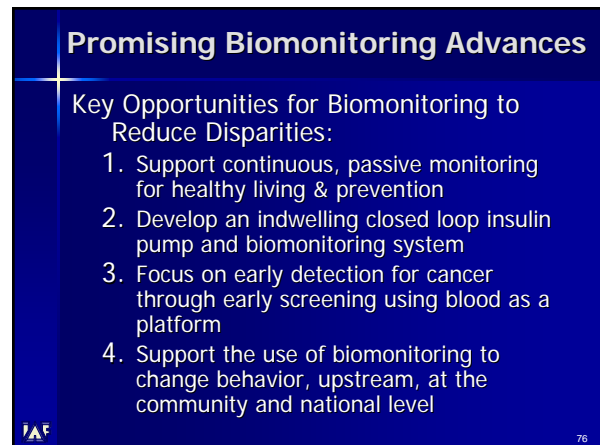 Promising Biomonitoring Advances
Key Opportunities for Biomonitoring to
Reduce Disparities:
1. Support continuous, passive monitoring
for healthy living & prevention
2. Develop an indwelling closed loop insulin
pump and biomonitoring system
3. Focus on early detection for cancer
through early screening using blood as a
platform
4. Support the use of biomonitoring to
change behavior, upstream, at the
community and national level
IAF
76